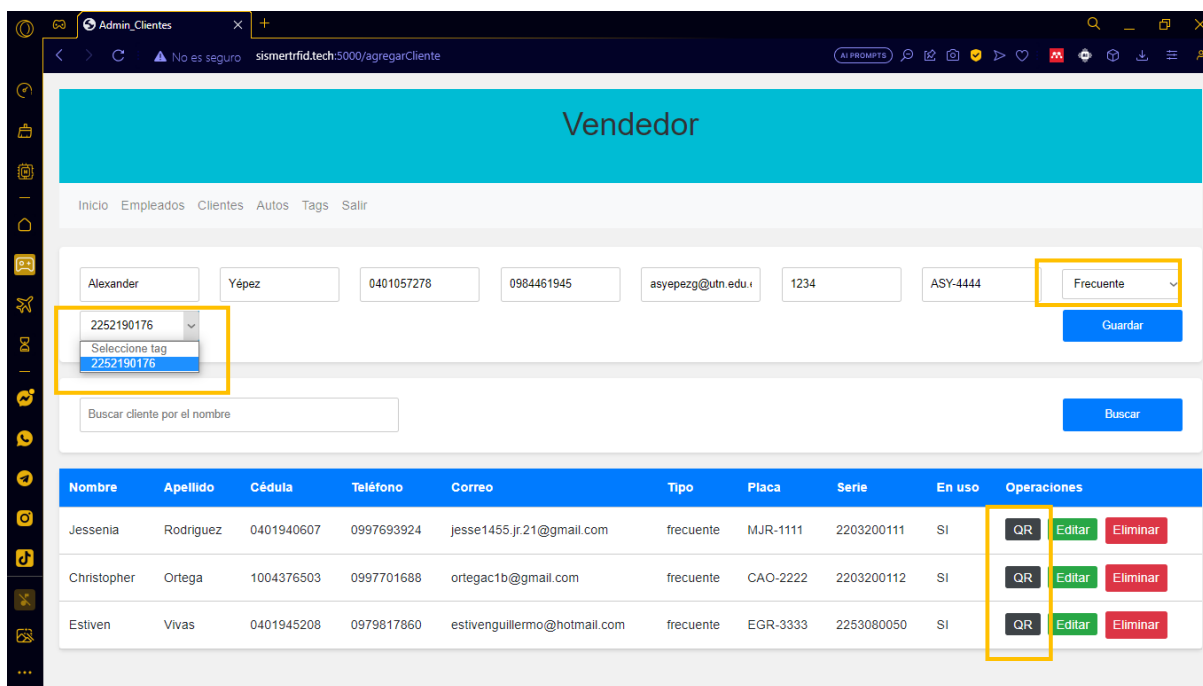 Admin_Clientes
No es seguro sismertrfid.tech:5000/agregarCliente AI PROMPTS
Vendedor
Inicio Empleados Clientes Autos Tags Salir
Alexander Yépez 0401057278 0984461945 asyepezg@utn.edu. 1234 ASY-4444 Frecuente
2252190176 Guardar
Seleccione tag
2252190176
Buscar cliente por el nombre Buscar
Nombre Apellido Cédula Teléfono Correo Tipo Placa Serie En uso Operaciones
Jessenia Rodriguez 0401940607 0997693924 jesse1455.jr.21@gmail.com frecuente MJR-1111 2203200111 SI QR Editar Eliminar
Christopher Ortega 1004376503 0997701688 ortegac1b@gmail.com frecuente CAO-2222 2203200112 SI QR Editar Eliminar
Estiven Vivas 0401945208 0979817860 estivenguillermo@hotmail.com frecuente EGR-3333 2253080050 SI QR Editar Eliminar